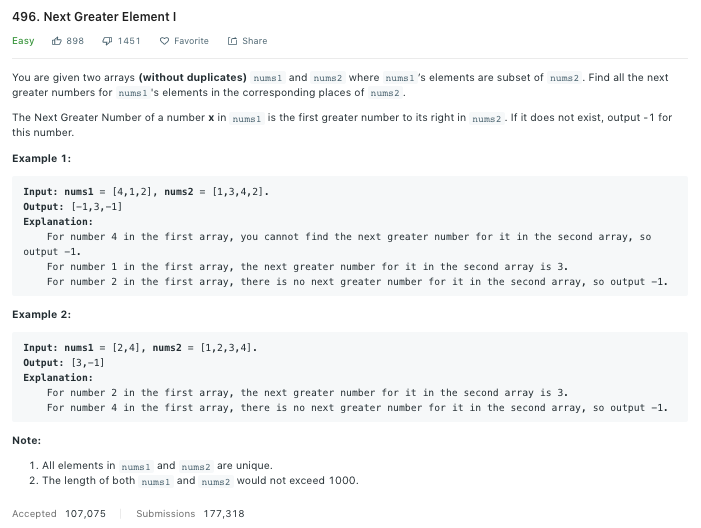 496. Next Greater Element I
Easy 898 1451 Favorite Share
You are given two arrays (without duplicates) nums1 and nums2 where nums1 's elements are subset of nums2 . Find all the next
greater numbers for nums1 's elements in the corresponding places of nums2 .
The Next Greater Number of a number x in nums1 is the first greater number to its right in nums2 . If it does not exist, output -1 for
this number.
Example 1:
Input: nums1 = [4,1,2], nums2 = [1,3,4,2].
Output: [-1,3,-1]
Explanation:
For number 4 in the first array, you cannot find the next greater number for it in the second array, so
output -1.
For number 1 in the first array, the next greater number for it in the second array is 3.
For number 2 in the first array, there is no next greater number for it in the second array, so output -1.
Example 2:
Input: nums1 = [2,4], nums2 = [1,2,3,4].
Output: [3,-1]
Explanation:
For number 2 in the first array, the next greater number for it in the second array is 3.
For number 4 in the first array, there is no next greater number for it in the second array, so output -1.
Note:
1. All elements in nums1 and nums2 are unique.
2. The length of both nums1 and nums2 would not exceed 1000.
Accepted 107,075 Submissions 177,318